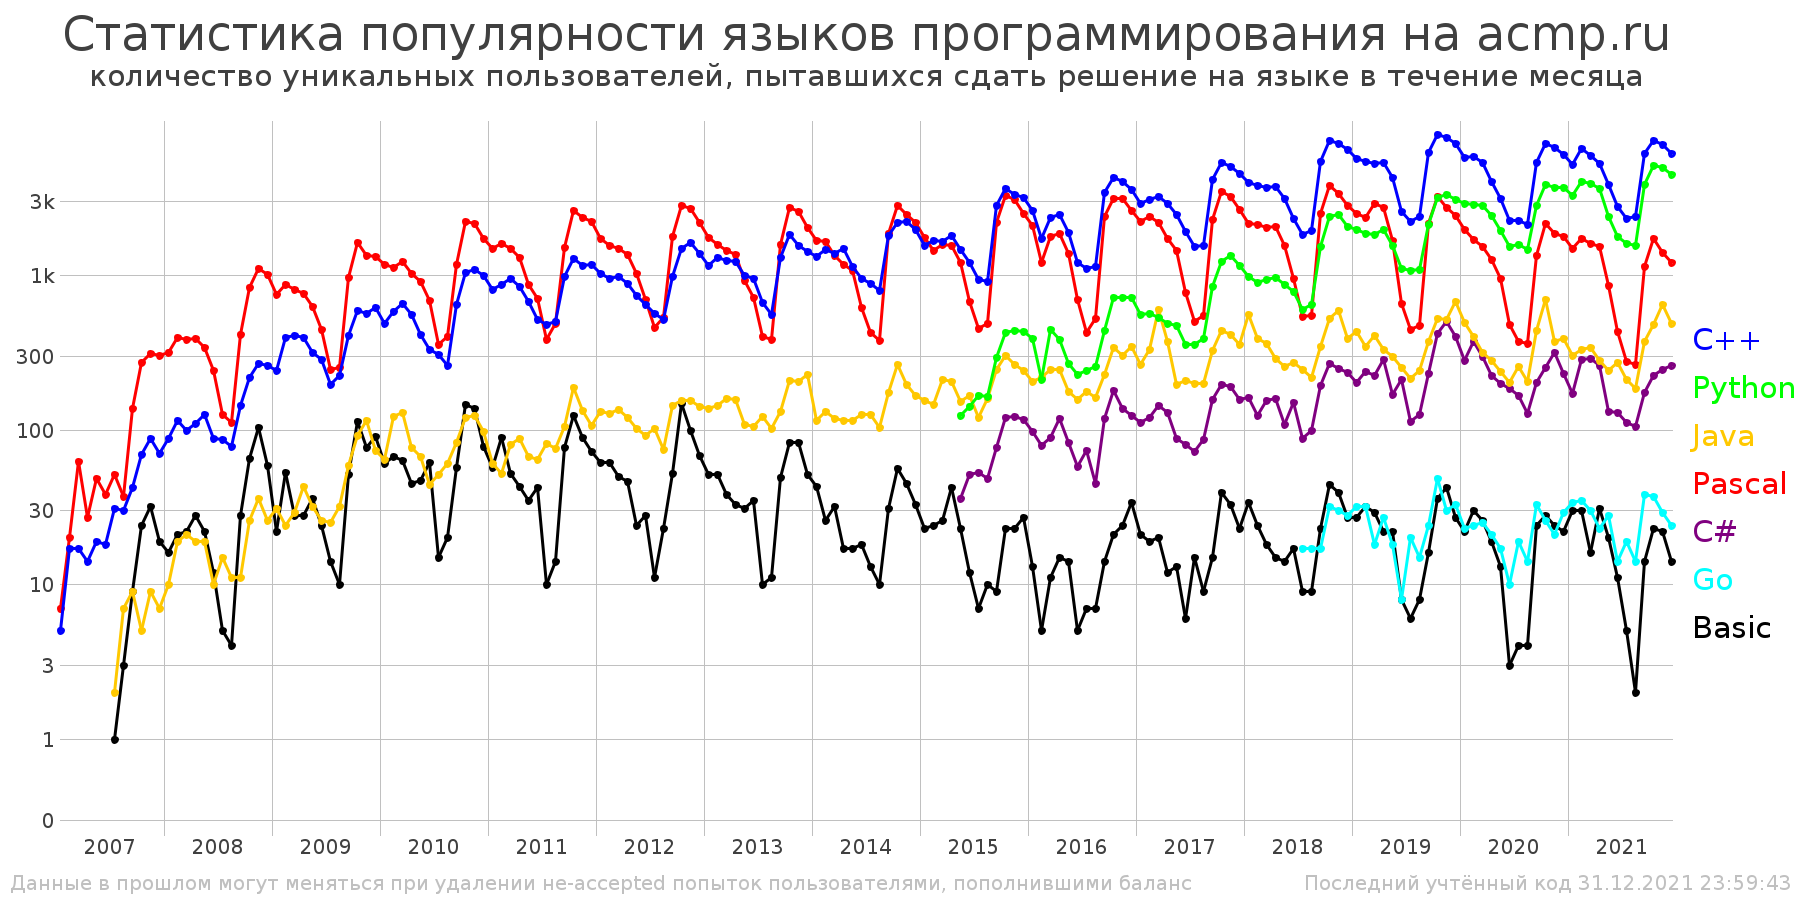 Статистика популярности языков программирования на acmp.ru
количество уникальных пользователей, пытавшихся сдать решение на языке в течение месяца
3k
1k
300
100
30
10
3
1
0
C++
Python
Java
Pascal
C#
Go
Basic
2007 2008 2009 2010 2011 2012 2013 2014 2015 2016 2017 2018 2019 2020 2021
Данные в прошлом могут меняться при удалении не-accepted попыток пользователями, пополнившими баланс
Последний учтённый код 31.12.2021 23:59:43